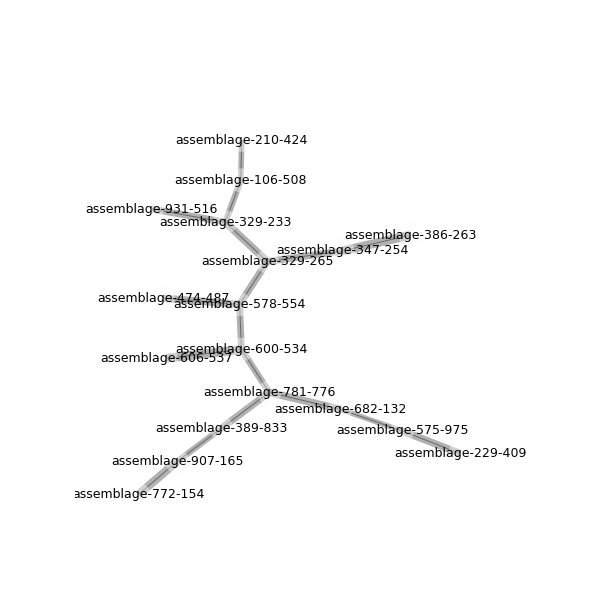 assemblage-210-424
assemblage-106-508
assemblage-931-516
assemblage-329-233
assemblage-386-263
assemblage-347-254
assemblage-329-265
assemblage-474-487
assemblage-578-554
assemblage-600-534
assemblage-606-537
assemblage-781-776
assemblage-682-132
assemblage-389-833
assemblage-575-975
assemblage-229-409
assemblage-907-165
assemblage-772-154